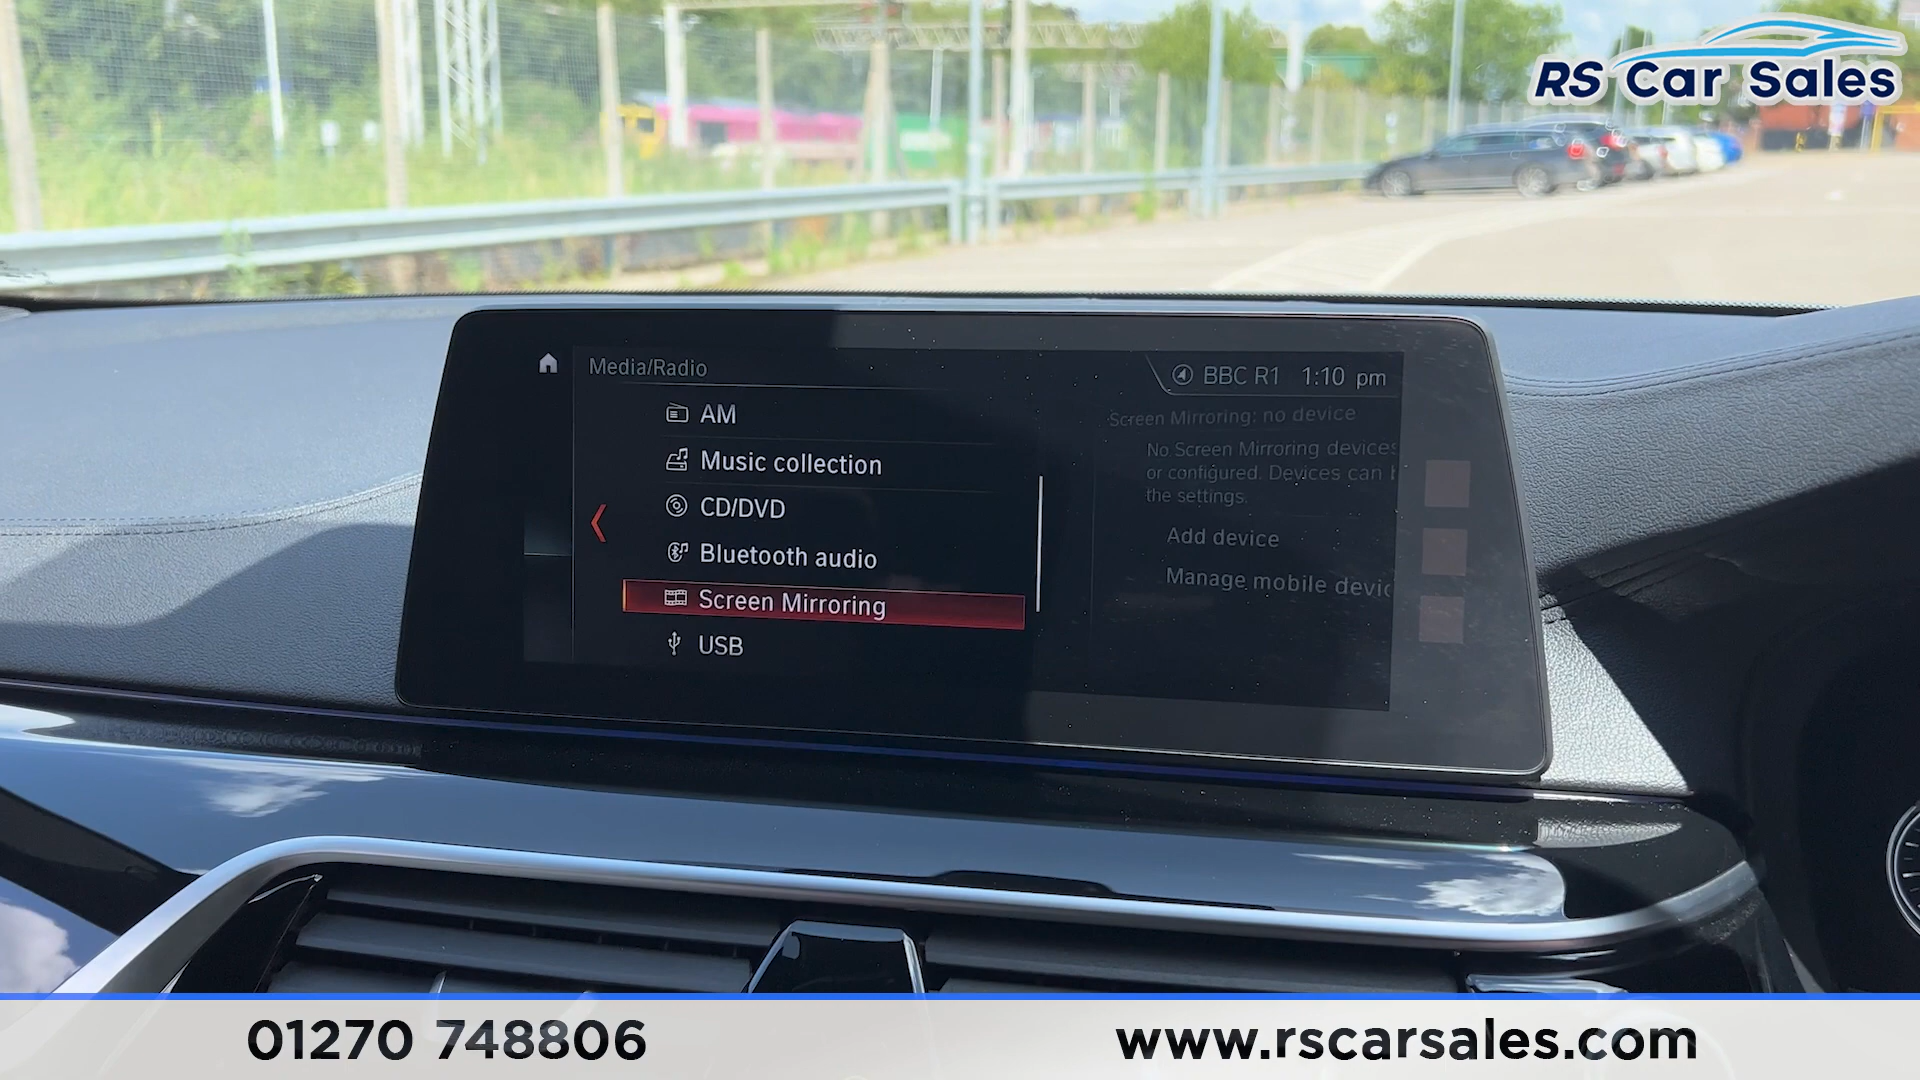 RS Car Sales
Media/Radio
BBC R1 1:10 pm
AM
Music collection
CD/DVD
Bluetooth audio
Screen Mirroring
USB
Screen Mirroring: no device
No Screen Mirroring devices
or configured. Devices can
the settings.
Add device
Manage mobile devic
01270 748806
www.rscarsales.com